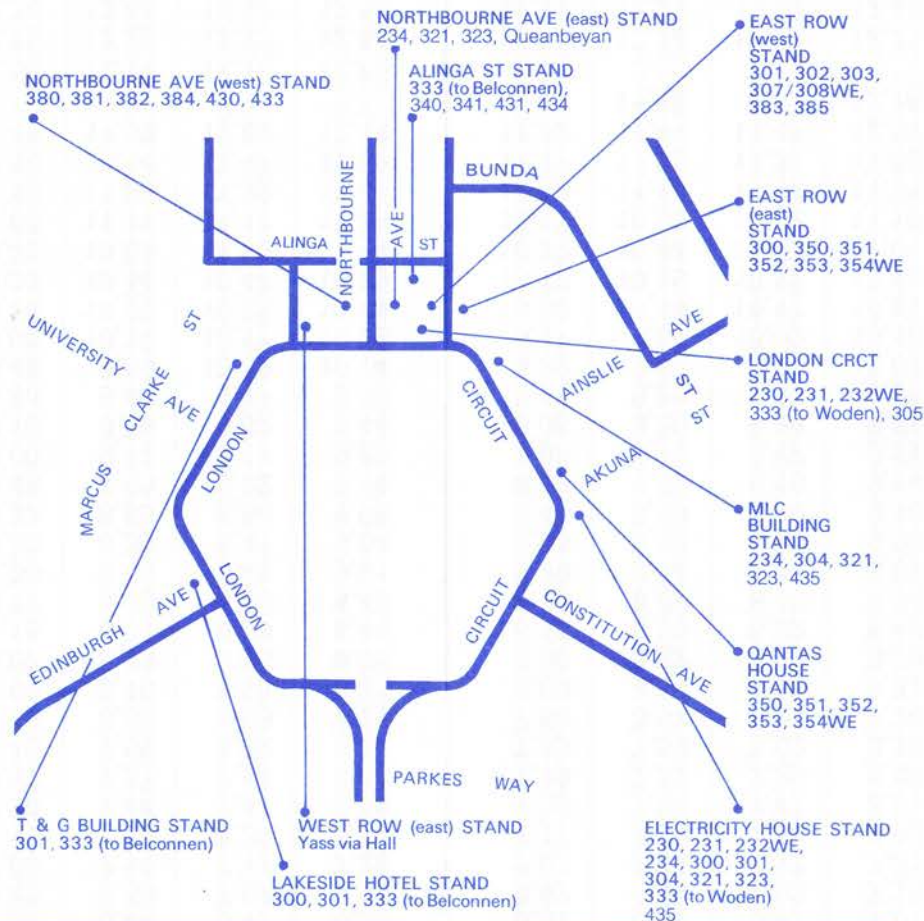 NORTHBOURNE AVE (east) STAND
234, 321, 323, Queanbeyan
EAST ROW
(west)
STAND
301, 302, 303,
307/308WE,
383, 385
NORTHBOURNE AVE (west) STAND
380, 381, 382, 384, 430, 433
ALINGA ST STAND
333 (to Belconnen),
340, 341, 431, 434
BUNDA
ST
EAST ROW
(east)
STAND
300, 350, 351,
352, 353, 354WE
NORTHBOURNE
AVE
ALINGA
ST
UNIVERSITY
AVE
MARCUS CLARKE
ST
AINSLIE
AVE
LONDON CRCT
STAND
230, 231, 232WE,
333 (to Woden), 305
LONDON
CIRCUIT
AKUNA
ST
MLC
BUILDING
STAND
234, 304, 321,
323, 435
LONDON
CIRCUIT
EDINBURGH
AVE
CONSTITUTION AVE
QANTAS
HOUSE
STAND
350, 351, 352,
353, 354WE
PARKES WAY
T & G BUILDING STAND
301, 333 (to Belconnen)
WEST ROW (east) STAND
Yass via Hall
LAKESIDE HOTEL STAND
300, 301, 333 (to Belconnen)
ELECTRICITY HOUSE STAND
230, 231, 232WE,
234, 300, 301,
304, 321, 323,
333 (to Woden)
435